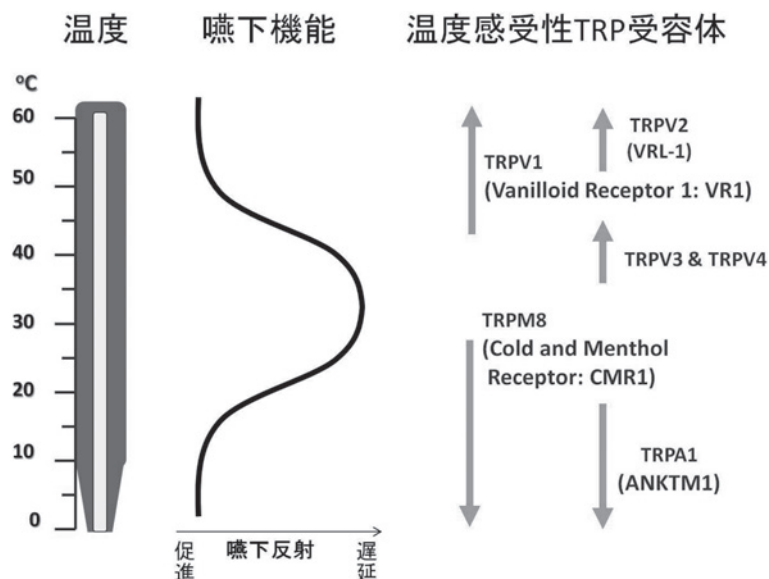 温度
嚥下機能
温度感受性TRP受容体
ºC
60
50
40
30
20
10
0
促進
嚥下反射
遅延
TRPV1
(Vanilloid Receptor 1: VR1)
TRPV2
(VRL-1)
TRPV3 & TRPV4
TRPM8
(Cold and Menthol
Receptor: CMR1)
TRPA1
(ANKTM1)